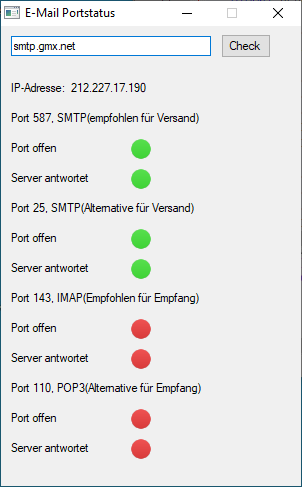 E-Mail Portstatus
smtp.gmx.net Check
IP-Adresse: 212.227.17.190
Port 587, SMTP(empfohlen für Versand)
Port offen
Server antwortet
Port 25, SMTP(Alternative für Versand)
Port offen
Server antwortet
Port 143, IMAP(Empfohlen für Empfang)
Port offen
Server antwortet
Port 110, POP3(Alternative für Empfang)
Port offen
Server antwortet